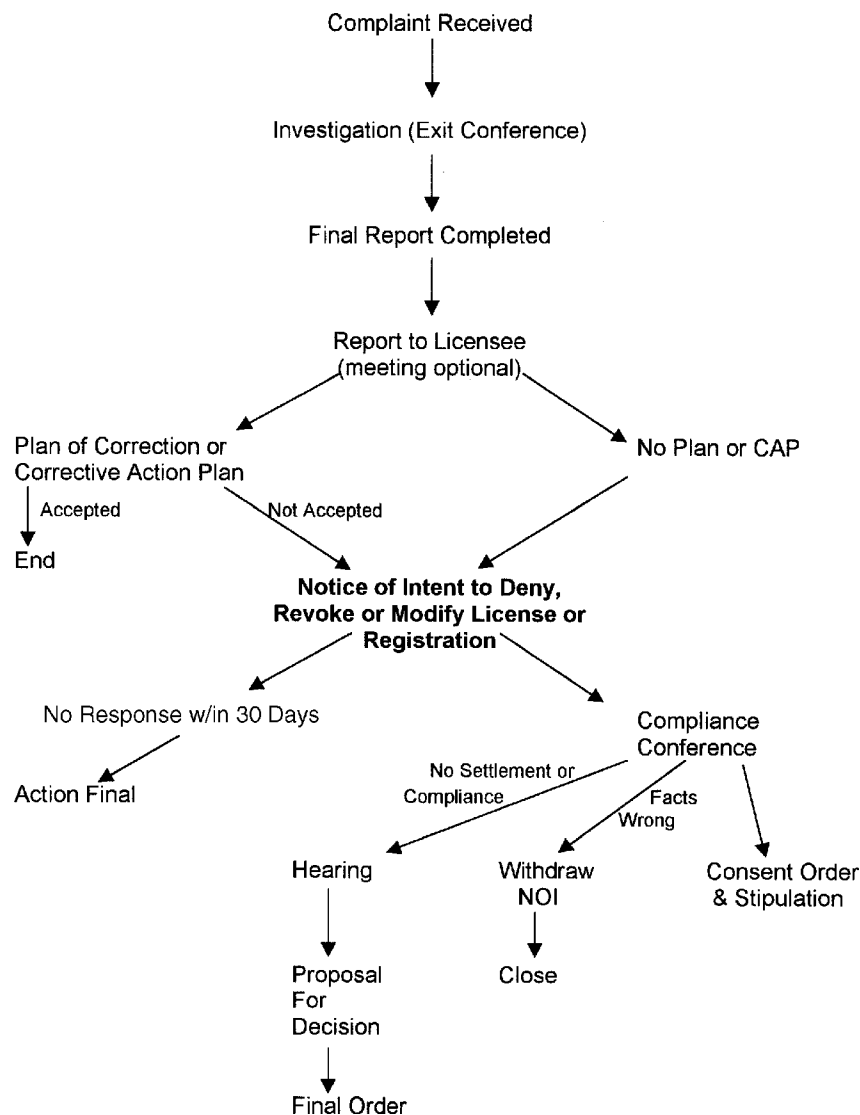 Complaint Received
Investigation (Exit Conference)
Final Report Completed
Report to Licensee
(meeting optional)
Plan of Correction or
Corrective Action Plan
No Plan or CAP
Accepted
Not Accepted
End
Notice of Intent to Deny,
Revoke or Modify License or
Registration
No Response w/in 30 Days
Compliance
Conference
Action Final
No Settlement or
Compliance
Facts
Wrong
Hearing
Withdraw
NOI
Consent Order
& Stipulation
Proposal
For
Decision
Close
Final Order